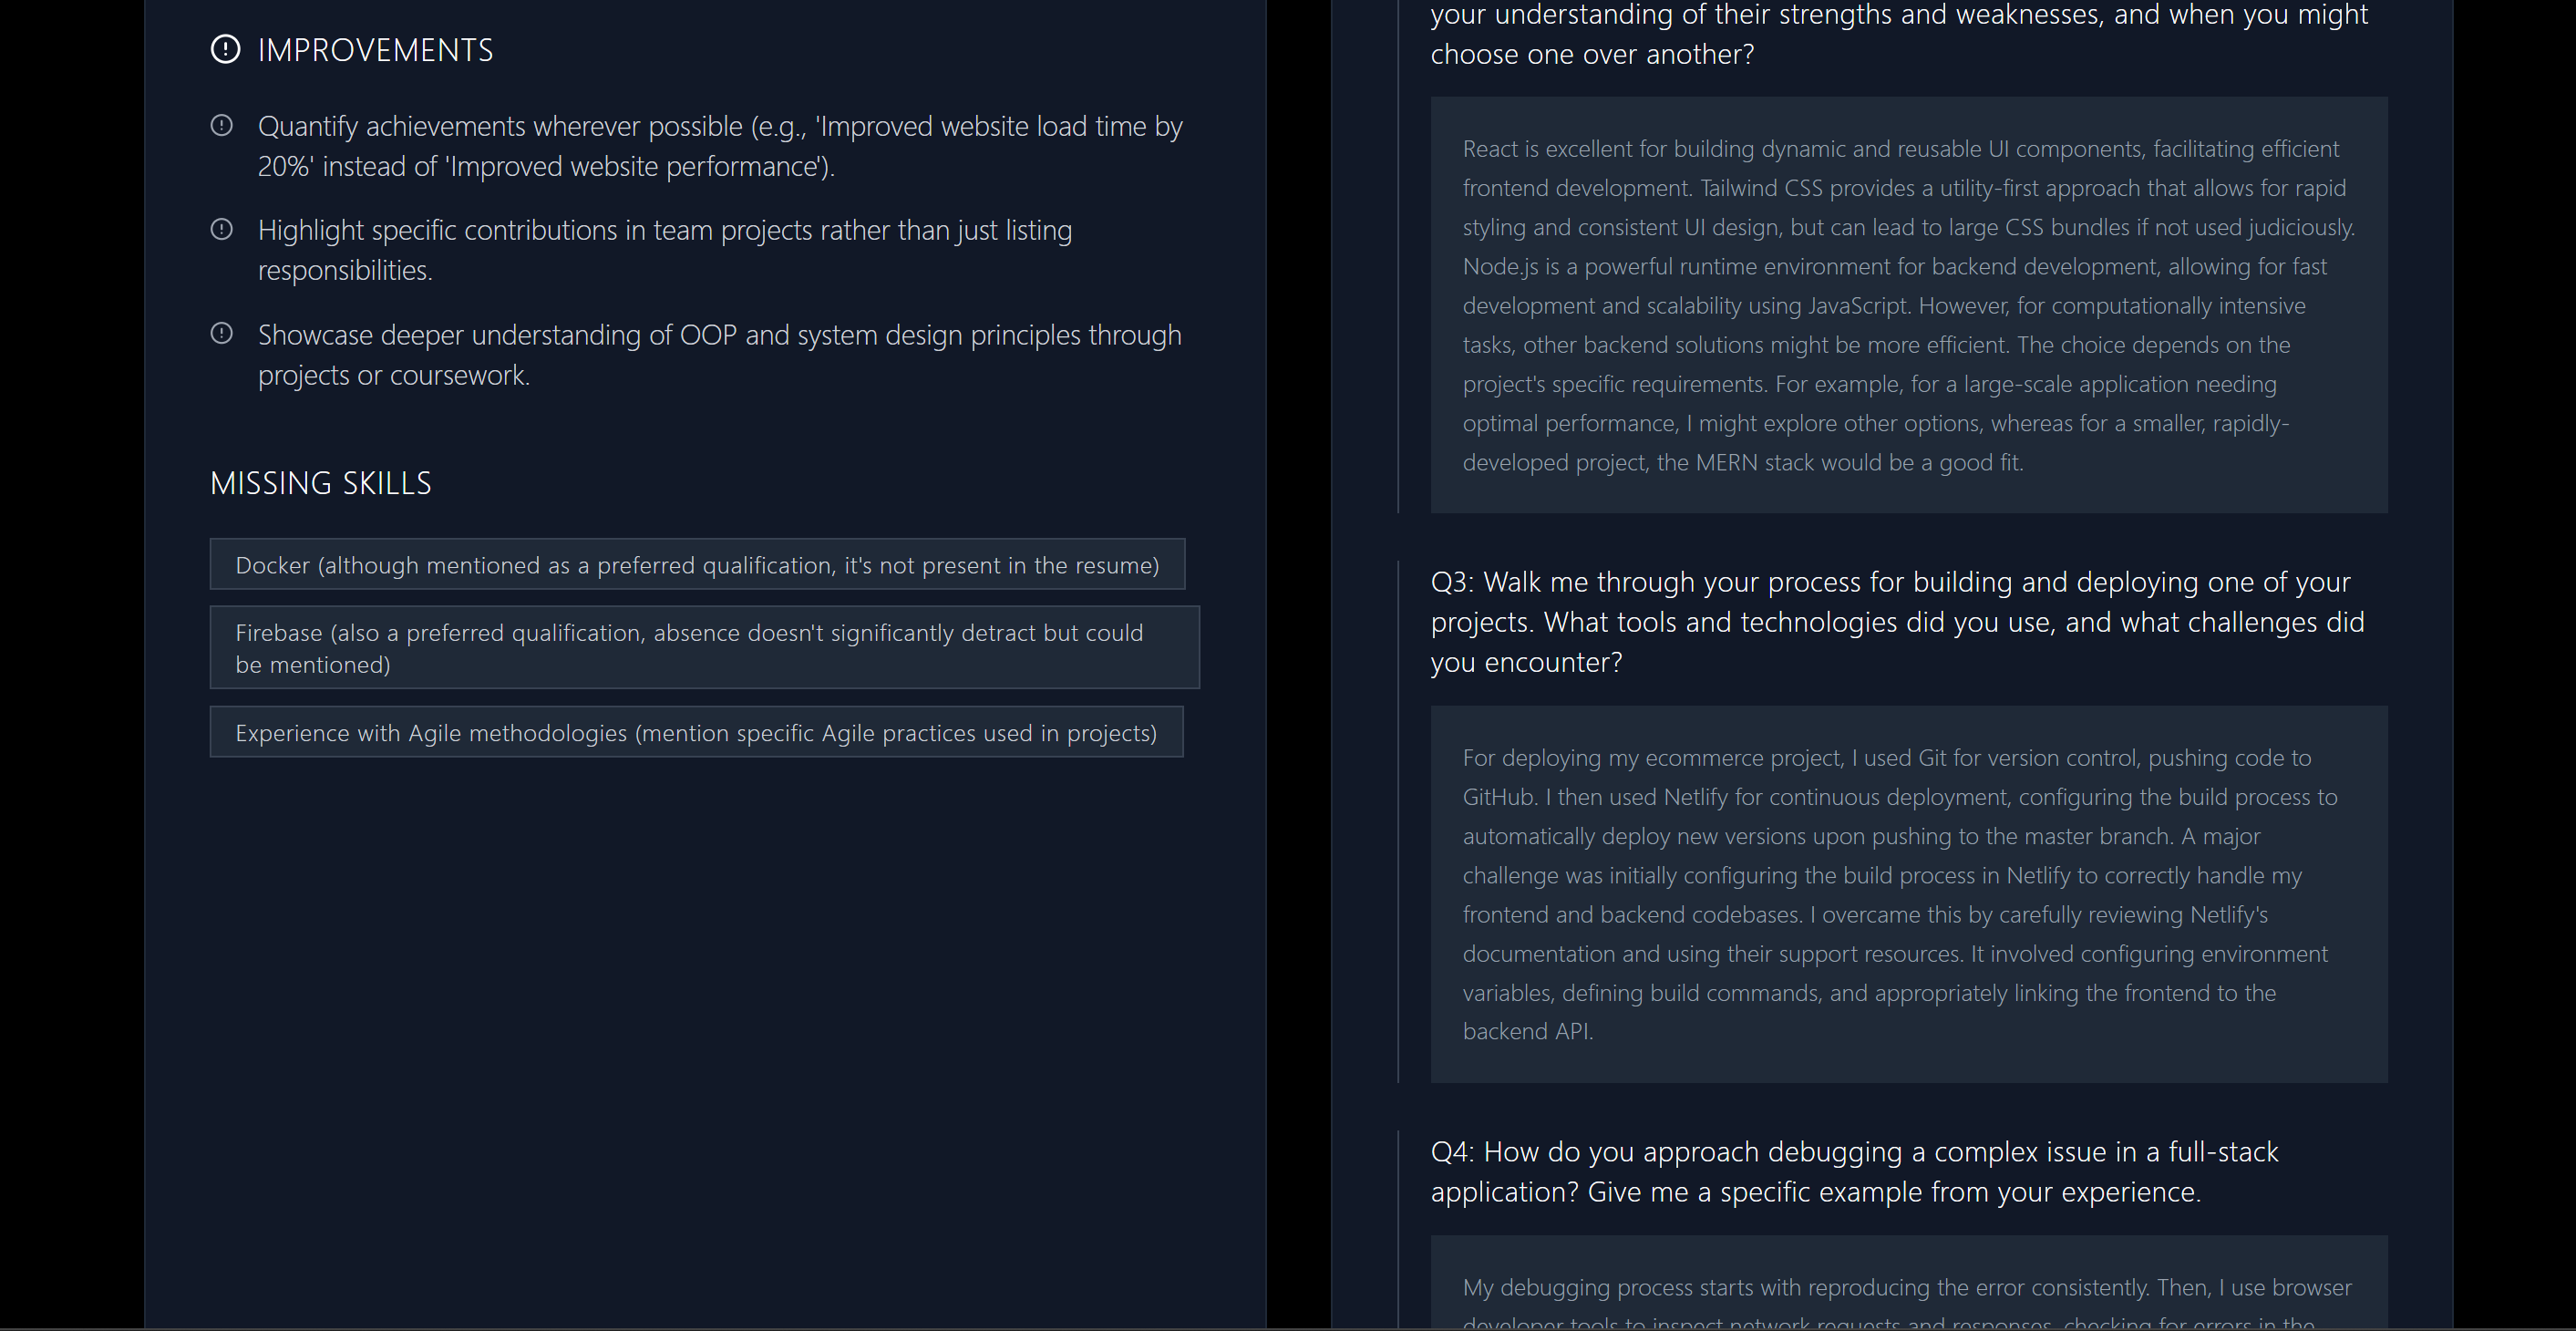 IMPROVEMENTS
Quantify achievements wherever possible (e.g., 'Improved website load time by
20%' instead of 'Improved website performance').
Highlight specific contributions in team projects rather than just listing
responsibilities.
Showcase deeper understanding of OOP and system design principles through
projects or coursework.
MISSING SKILLS
Docker (although mentioned as a preferred qualification, it's not present in the resume)
Firebase (also a preferred qualification, absence doesn't significantly detract but could
be mentioned)
Experience with Agile methodologies (mention specific Agile practices used in projects)
your understanding of their strengths and weaknesses, and when you might
choose one over another?
React is excellent for building dynamic and reusable UI components, facilitating efficient
frontend development. Tailwind CSS provides a utility-first approach that allows for rapid
styling and consistent UI design, but can lead to large CSS bundles if not used judiciously.
Node.js is a powerful runtime environment for backend development, allowing for fast
development and scalability using JavaScript. However, for computationally intensive
tasks, other backend solutions might be more efficient. The choice depends on the
project's specific requirements. For example, for a large-scale application needing
optimal performance, I might explore other options, whereas for a smaller, rapidly-
developed project, the MERN stack would be a good fit.
Q3: Walk me through your process for building and deploying one of your
projects. What tools and technologies did you use, and what challenges did
you encounter?
For deploying my ecommerce project, I used Git for version control, pushing code to
GitHub. I then used Netlify for continuous deployment, configuring the build process to
automatically deploy new versions upon pushing to the master branch. A major
challenge was initially configuring the build process in Netlify to correctly handle my
frontend and backend codebases. I overcame this by carefully reviewing Netlify's
documentation and using their support resources. It involved configuring environment
variables, defining build commands, and appropriately linking the frontend to the
backend API.
Q4: How do you approach debugging a complex issue in a full-stack
application? Give me a specific example from your experience.
My debugging process starts with reproducing the error consistently. Then, I use browser
developer tools to inspect network requests and responses, checking for errors in the